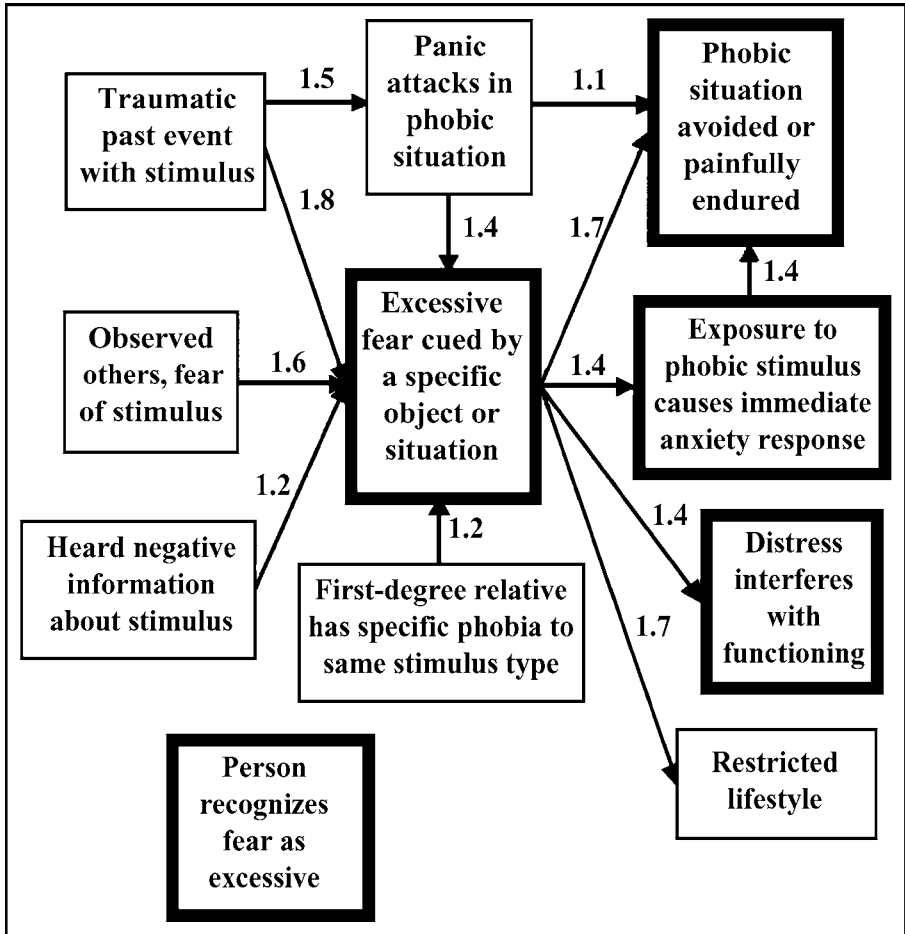 Traumatic
past event
with stimulus
1.5
Panic
attacks in
phobic
situation
1.1
Phobic
situation
avoided or
painfully
endured
1.8
1.4
1.7
1.4
Observed
others, fear
of stimulus
1.6
Excessive
fear cued by
a specific
object or
situation
1.4
Exposure to
phobic stimulus
causes immediate
anxiety response
1.2
Heard negative
information
about stimulus
1.2
First-degree relative
has specific phobia to
same stimulus type
1.4
Distress
interferes
with
functioning
1.7
Restricted
lifestyle
Person
recognizes
fear as
excessive